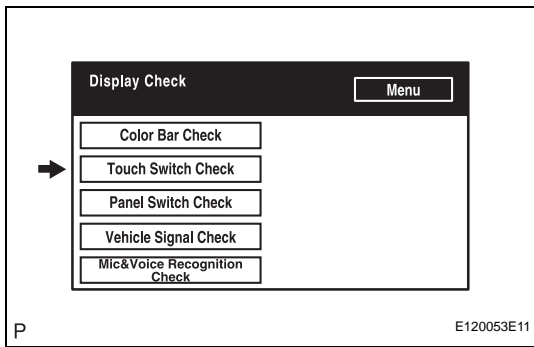 Display Check
Menu
Color Bar Check
Touch Switch Check
Panel Switch Check
Vehicle Signal Check
Mic&Voice Recognition
Check
P
E120053E11